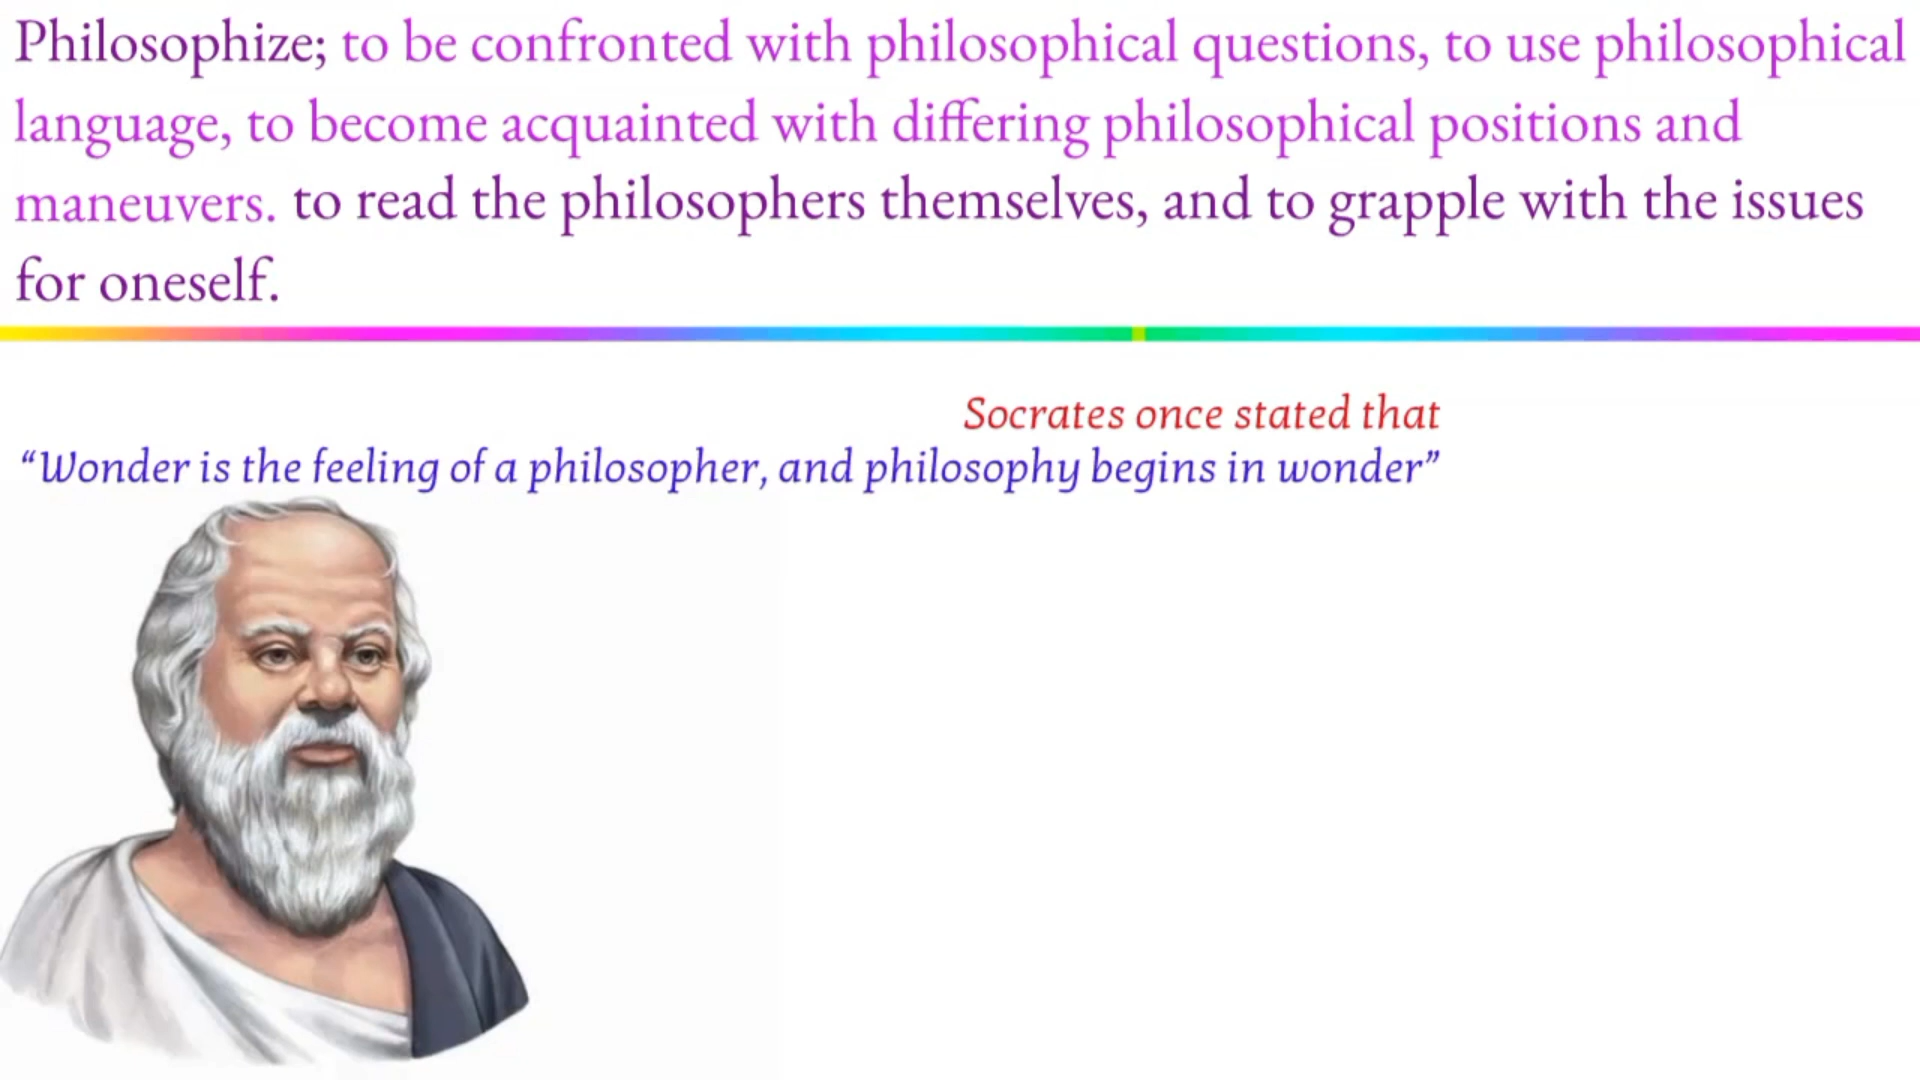 Philosophize; to be confronted with philosophical questions, to use philosophical
language, to become acquainted with differing philosophical positions and
maneuvers. to read the philosophers themselves, and to grapple with the issues
for oneself.
Socrates once stated that
“Wonder is the feeling of a philosopher, and philosophy begins in wonder”